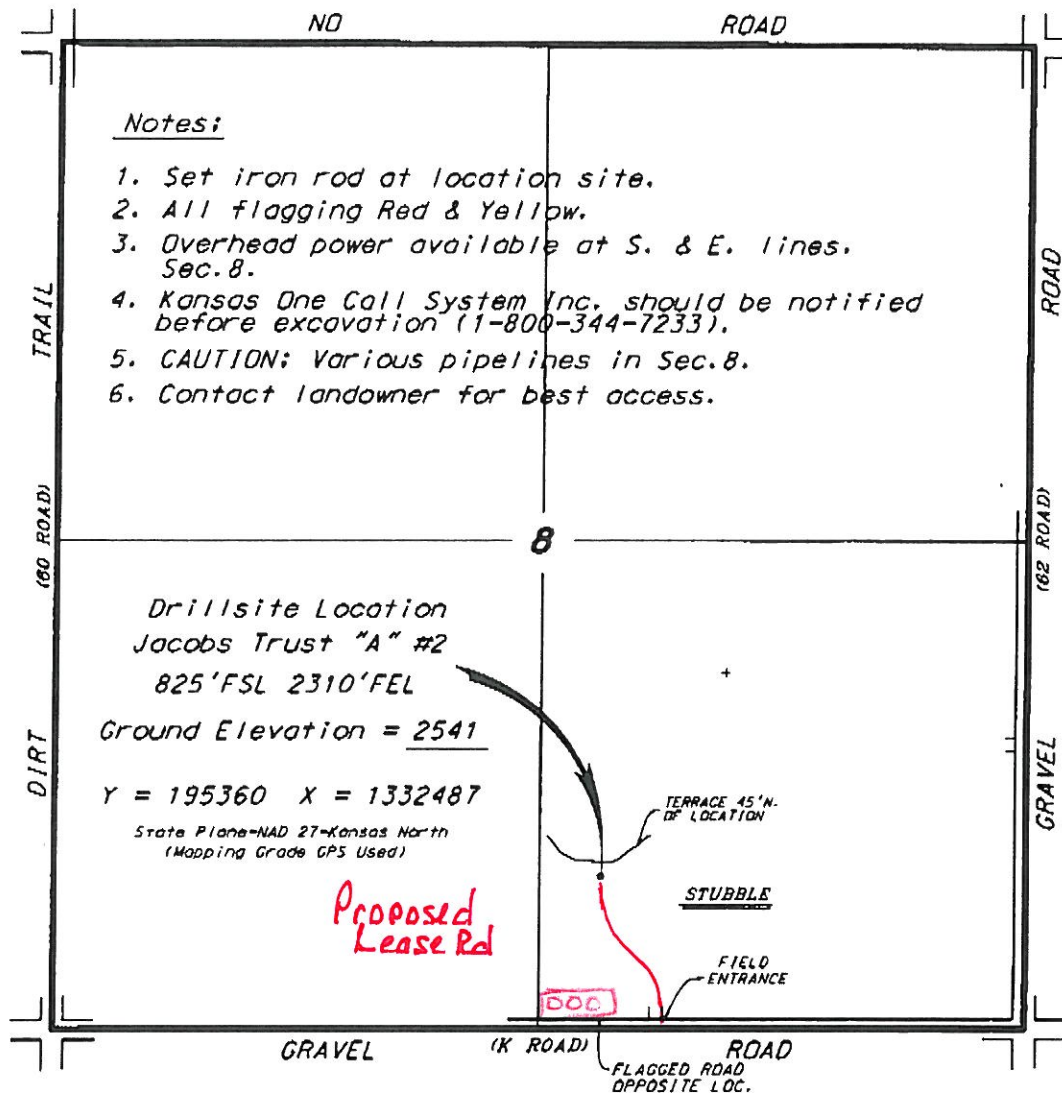 NO ROAD
Notes:
1. Set iron rod at location site.
2. All flagging Red & Yellow.
3. Overhead power available at S. & E. lines.
Sec.8.
4. Kansas One Call System Inc. should be notified
before excavation (1-800-344-7233).
5. CAUTION: Various pipelines in Sec.8.
6. Contact landowner for best access.
TRAIL
(60 ROAD)
DIRT
ROAD
(62 ROAD)
GRAVEL
8
Drillsite Location
Jacobs Trust "A" #2
825'FSL 2310'FEL
Ground Elevation = 2541
Y = 195360 X = 1332487
State Plane-NAD 27-Kansas North
(Mapping Grade GPS Used)
TERRACE 45'N.
OF LOCATION
STUBBLE
Proposed
Lease Rd
FIELD
ENTRANCE
GRAVEL (K ROAD) ROAD
FLAGGED ROAD
OPPOSITE LOC.